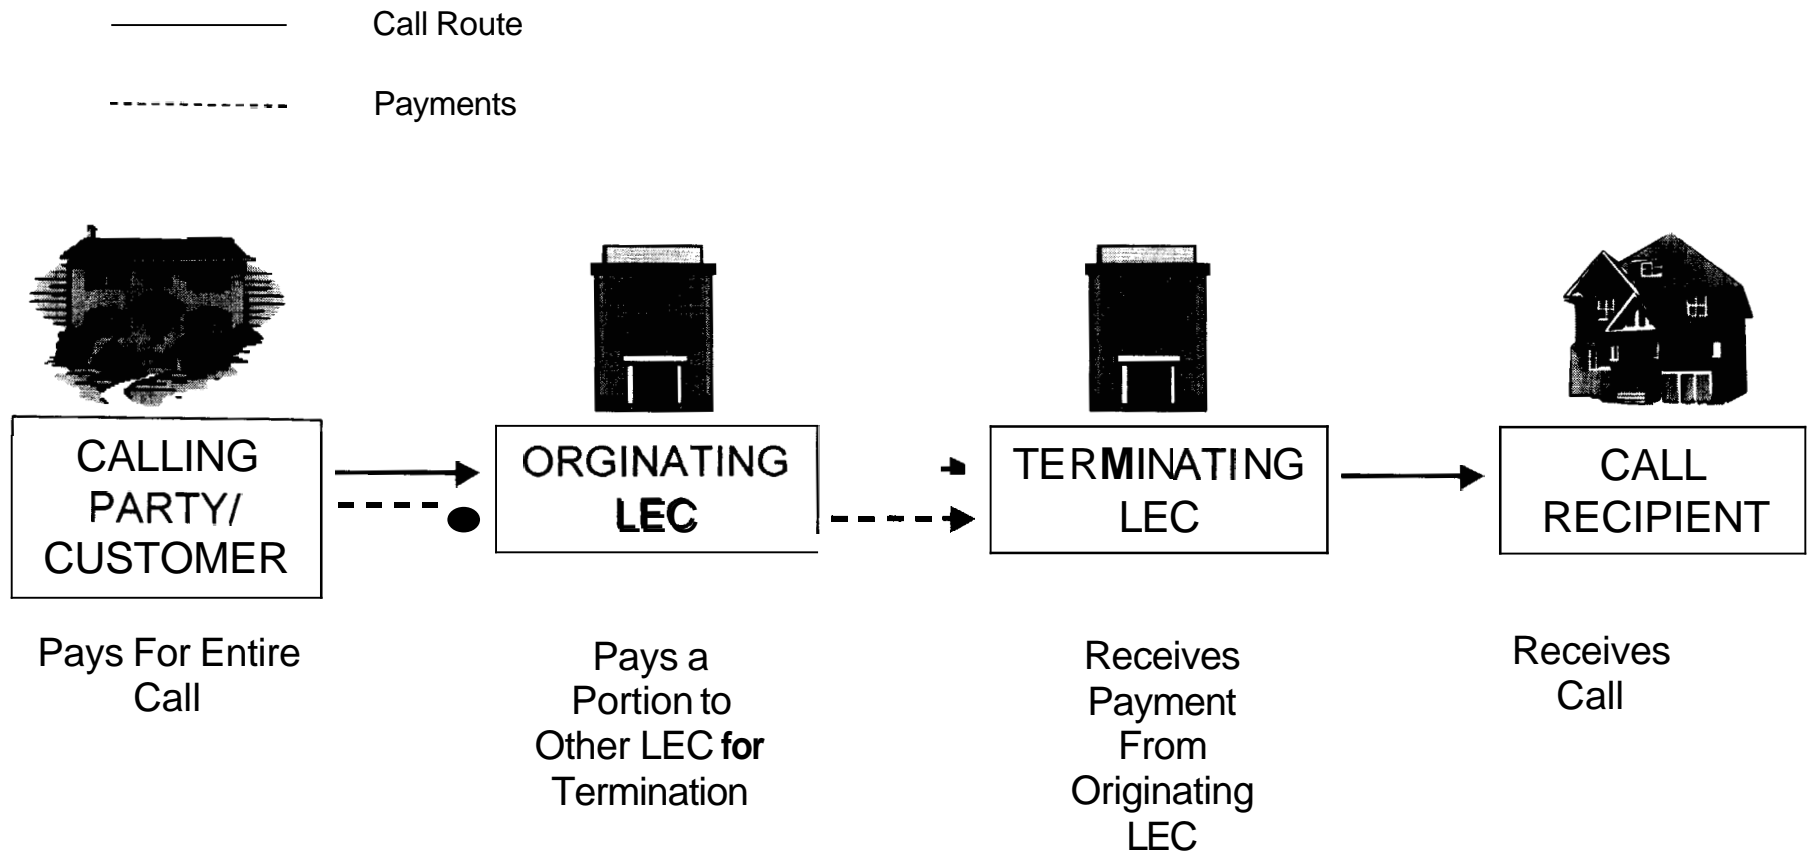 Call Route
Payments
CALLING
PARTY/
CUSTOMER
ORGINATING
LEC
TERMINATING
LEC
CALL
RECIPIENT
Pays For Entire
Call
Pays a
Portion to
Other LEC for
Termination
Receives
Payment
From
Originating
LEC
Receives
Call